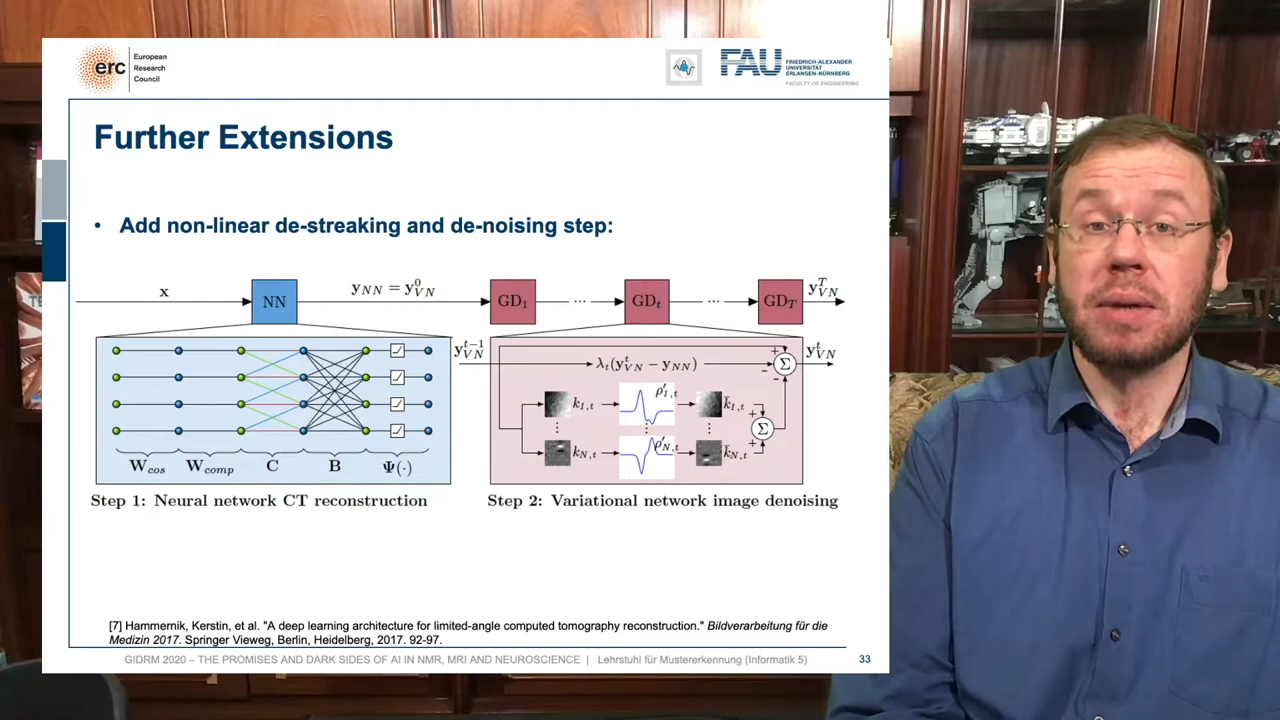 erc
European
Research
Council
FAU
FRIEDRICH-ALEXANDER
UNIVERSITÄT
ERLANGEN-NÜRNBERG
FACULTY OF ENGINEERING
Further Extensions
• Add non-linear de-streaking and de-noising step:
x
NN
y_NN = y^0_VN
GD_1
...
GD_t
...
GD_T
y^T_VN
y^{t-1}_VN
λ_t(y^t_VN − y_NN)
+
-
-
Σ
y^t_VN
k_{1,t}
ρ'_{1,t}
k̄_{1,t}
+
Σ
+
k_{N,t}
ρ'_{N,t}
k̄_{N,t}
W_cos
W_comp
C
B
Ψ(·)
Step 1: Neural network CT reconstruction
Step 2: Variational network image denoising
[7] Hammernik, Kerstin, et al. "A deep learning architecture for limited-angle computed tomography reconstruction." Bildverarbeitung für die
Medizin 2017. Springer Vieweg, Berlin, Heidelberg, 2017. 92-97.
GIDRM 2020 – THE PROMISES AND DARK SIDES OF AI IN NMR, MRI AND NEUROSCIENCE | Lehrstuhl für Mustererkennung (Informatik 5)
33